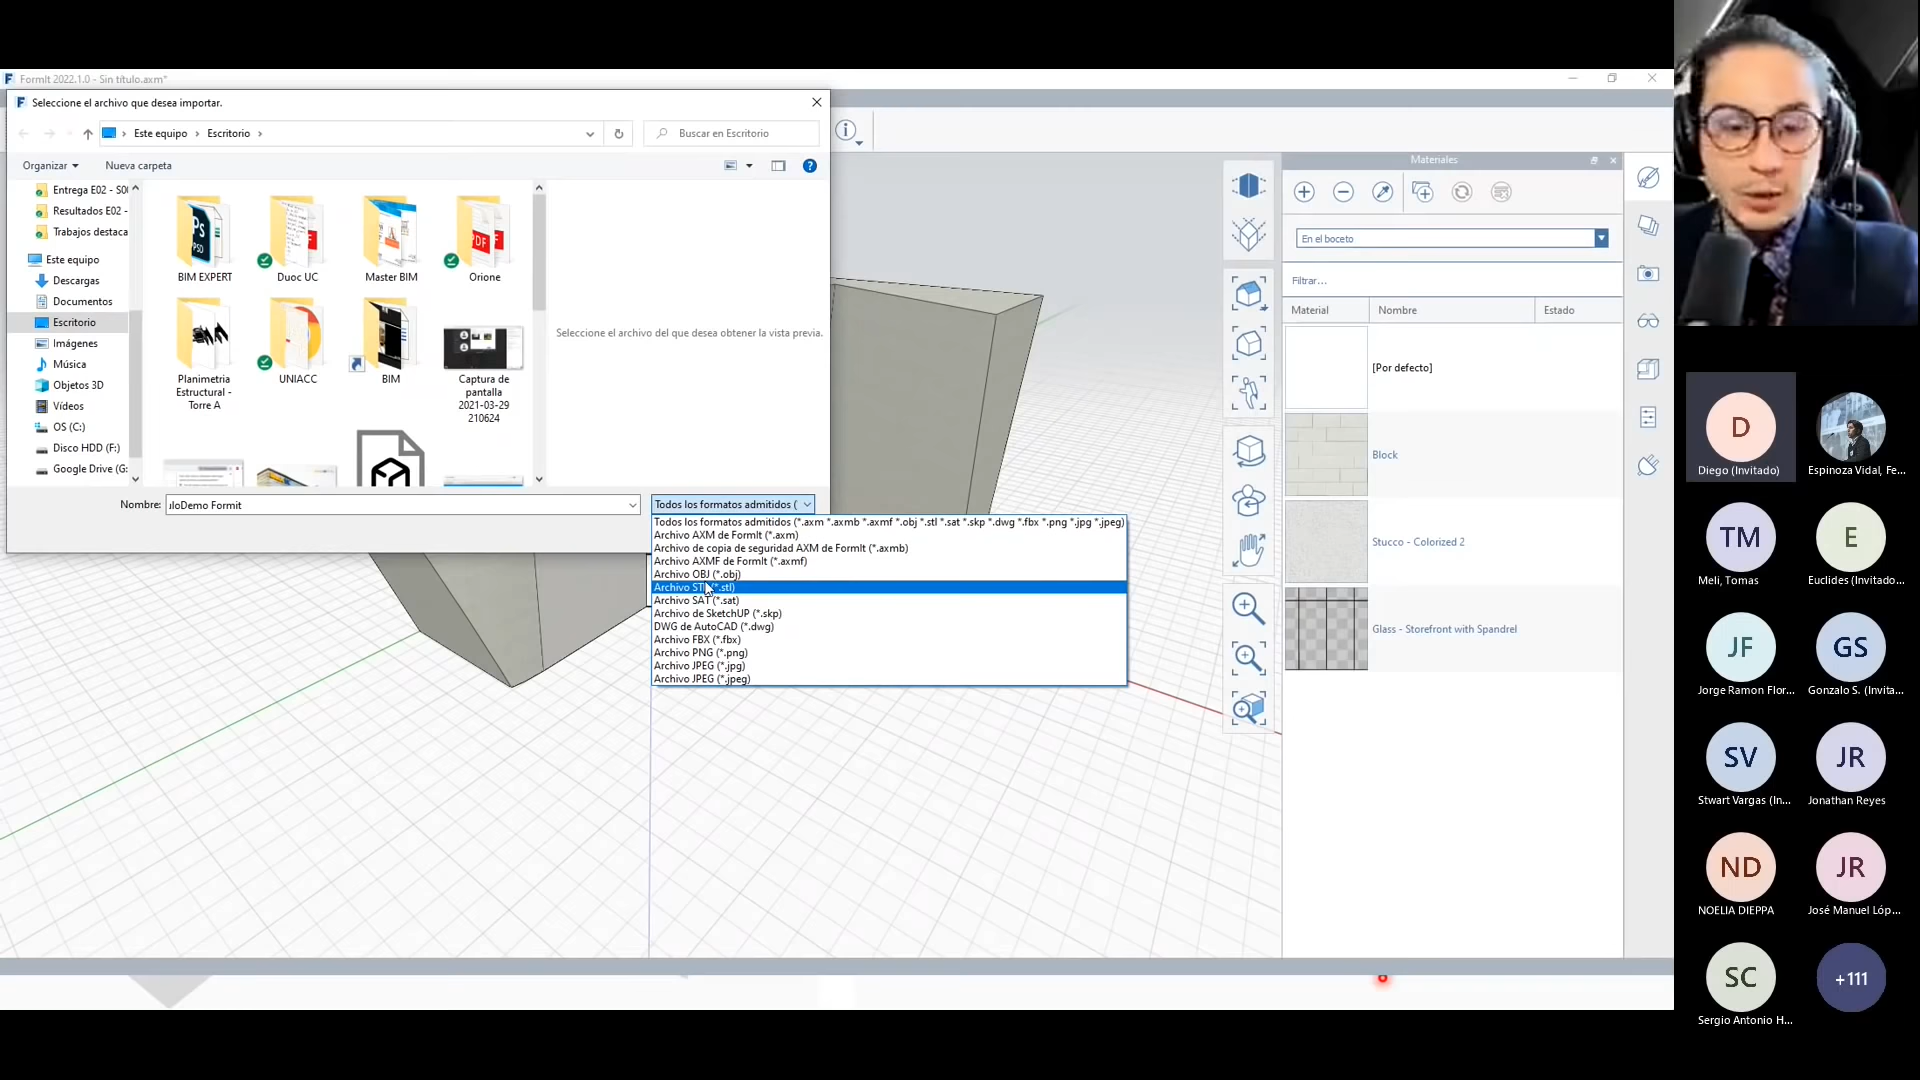 FormIt 2022.1.0 - Sin título.axm*
Seleccione el archivo que desea importar.
Este equipo > Escritorio >
Buscar en Escritorio
Organizar
Nueva carpeta
Entrega E02 - S00
Resultados E02 -
Trabajos destaca
Este equipo
Descargas
Documentos
Escritorio
Imágenes
Música
Objetos 3D
Vídeos
OS (C:)
Disco HDD (F:)
Google Drive (G:
BIM EXPERT
Duoc UC
Master BIM
Orione
Planimetria
Estructural -
Torre A
UNIACC
BIM
Captura de
pantalla
2021-03-29
210624
Seleccione el archivo del que desea obtener la vista previa.
Nombre:
loDemo Formit
Todos los formatos admitidos (
Todos los formatos admitidos (*.axm *.axmb *.axmf *.obj *.stl *.sat *.skp *.dwg *.fbx *.png *.jpg *.jpeg)
Archivo AXM de FormIt (*.axm)
Archivo de copia de seguridad AXM de FormIt (*.axmb)
Archivo AXMF de FormIt (*.axmf)
Archivo OBJ (*.obj)
Archivo STL (*.stl)
Archivo SAT (*.sat)
Archivo de SketchUP (*.skp)
DWG de AutoCAD (*.dwg)
Archivo FBX (*.fbx)
Archivo PNG (*.png)
Archivo JPEG (*.jpg)
Archivo JPEG (*.jpeg)
Materiales
En el boceto
Filtrar...
Material
Nombre
Estado
[Por defecto]
Block
Stucco - Colorized 2
Glass - Storefront with Spandrel
D
Diego (Invitado)
Espinoza Vidal, Fe...
TM
Meli, Tomas
E
Euclides (Invitado...
JF
Jorge Ramon Flor...
GS
Gonzalo S. (Invita...
SV
Stwart Vargas (In...
JR
Jonathan Reyes
ND
NOELIA DIEPPA
JR
José Manuel Lóp...
SC
Sergio Antonio H...
+111